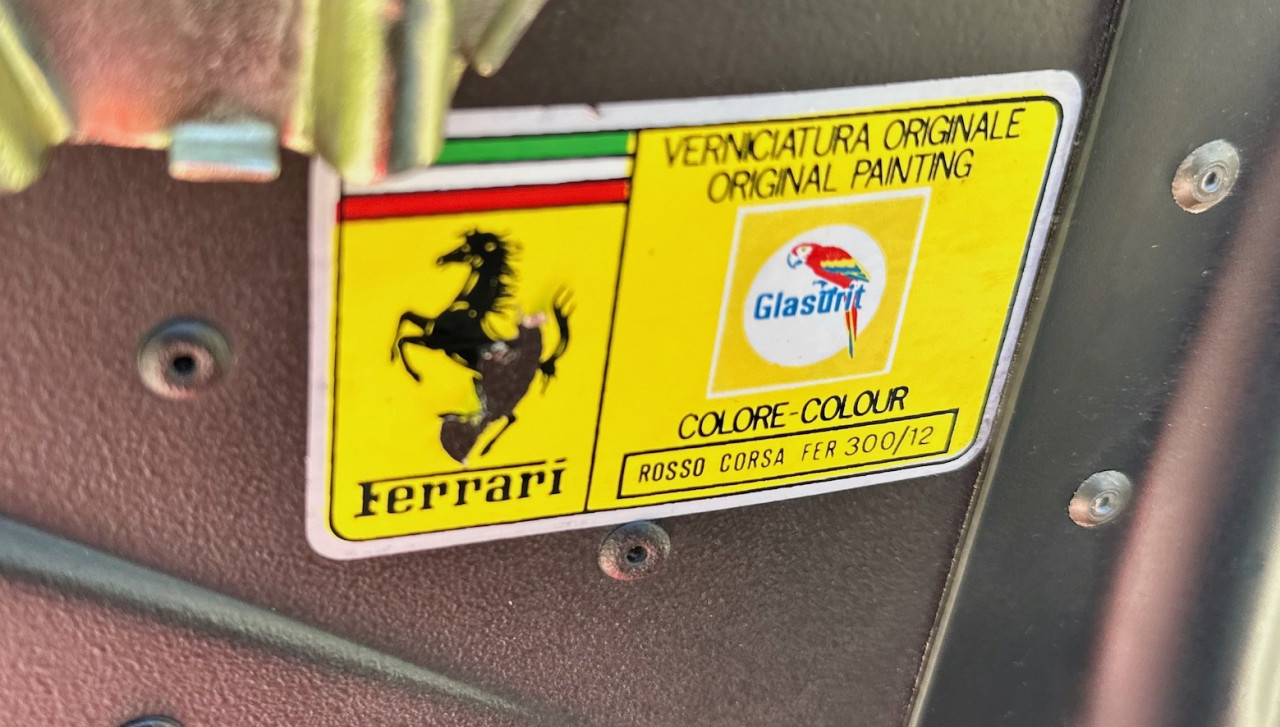 VERNICIATURA ORIGINALE
ORIGINAL PAINTING
Glasurit
COLORE-COLOUR
ROSSO CORSA FER 300/12
Ferrari